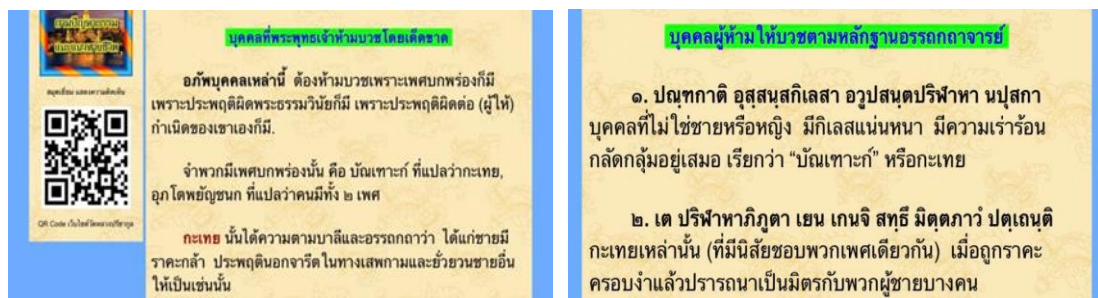 บุคคลที่พระพุทธเจ้าห้ามบวชโดยเด็ดขาด
อภัพบุคคลเหล่านี้ ต้องห้ามบวชเพราะเพศบกพร่องก็มี
เพราะประพฤติผิดพระธรรมวินัยก็มี เพราะประพฤติผิดต่อ (ผู้ให้)
กำเนิดของเขาเองก็มี.
จำพวกมีเพศบกพร่องนั้น คือ บัณเฑาะก์ ที่แปลว่ากะเทย,
อุภโตพยัญชนก ที่แปลว่าคนมีทั้ง ๒ เพศ
กะเทย นั้นได้ความตามบาลีและอรรถกถาว่า ได้แก่ชายมี
ราคะกล้า ประพฤตินอกจารีตในทางเสพกามและยั่วยวนชายอื่น
ให้เป็นเช่นนั้น
สมุดเยี่ยม แสดงความคิดเห็น
บุคคลผู้ห้ามให้บวชตามหลักฐานอรรถกถาจารย์
๑. ปณฺฑกาติ อุสฺสนฺสกิเลสา อวูปสนฺตปริฬาหา นปุสกา
บุคคลที่ไม่ใช่ชายหรือหญิง มีกิเลสแน่นหนา มีความเร่าร้อน
กลัดกลุ้มอยู่เสมอ เรียกว่า “บัณเฑาะก์” หรือกะเทย
๒. เต ปริฬาหาภิภูตา เยน เกนจิ สทฺธึ มิตฺตภาวํ ปตฺเถนฺติ
กะเทยเหล่านั้น (ที่มีนิสัยชอบพวกเพศเดียวกัน) เมื่อถูกราคะ
ครอบงำแล้วปรารถนาเป็นมิตรกับพวกผู้ชายบางคน